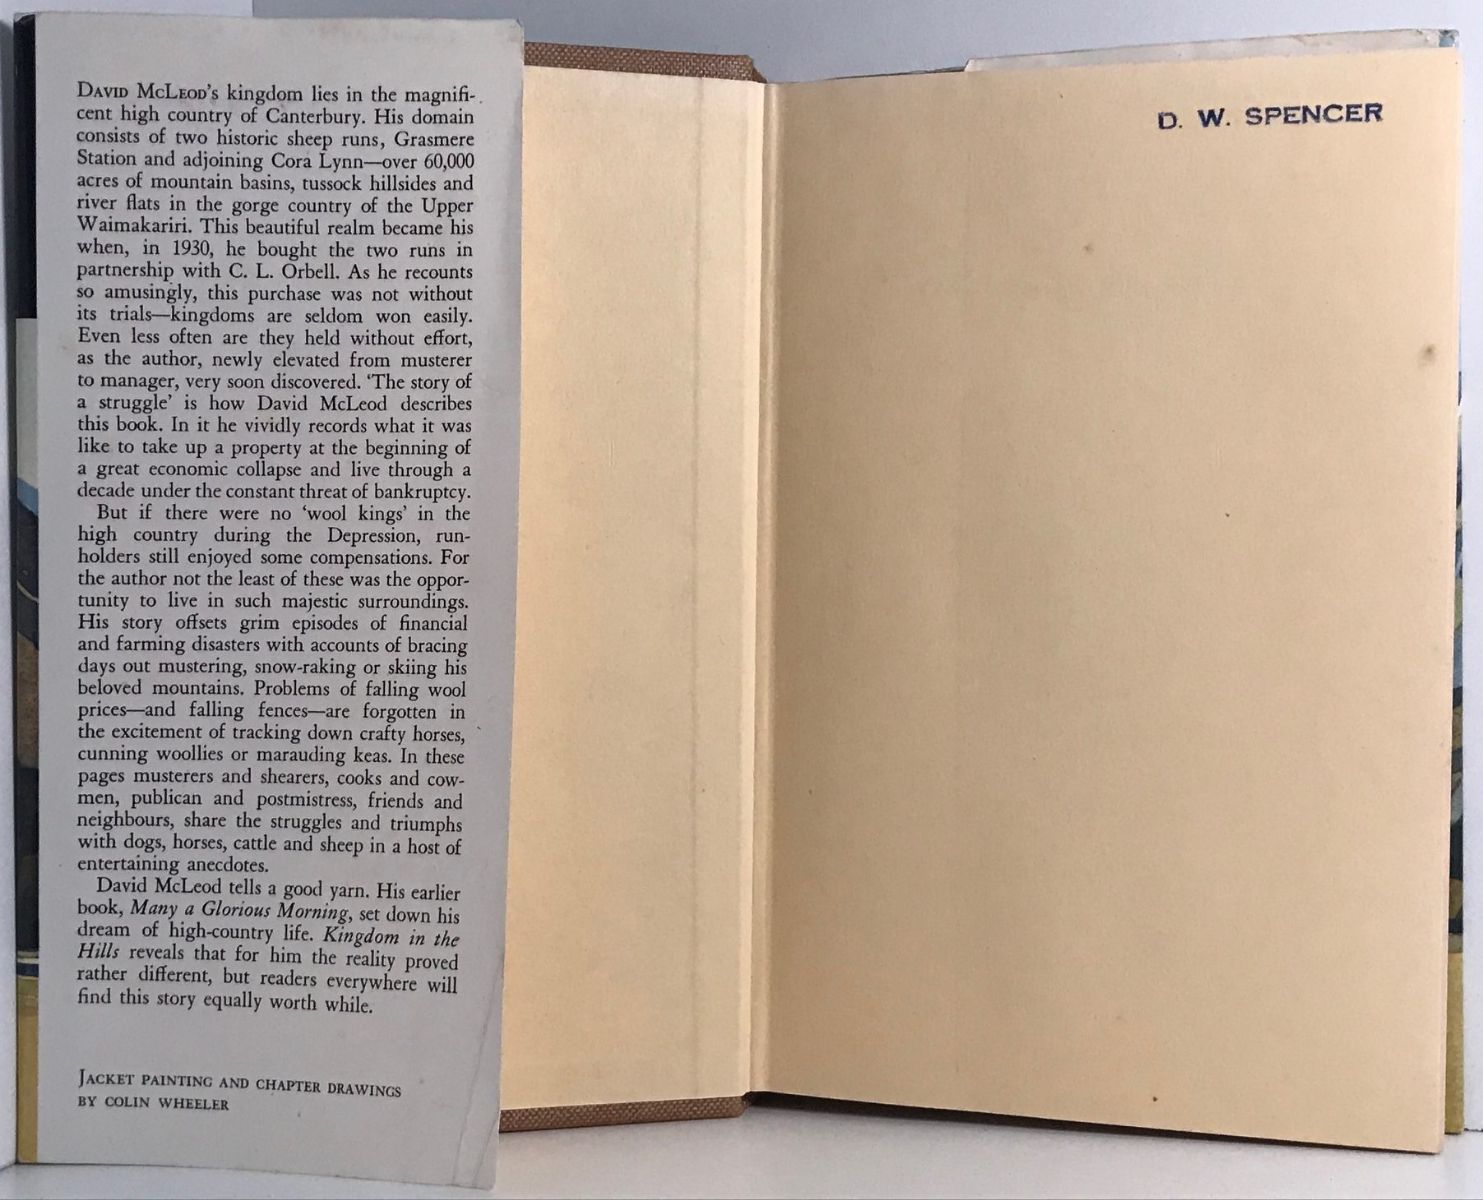 DAVID MCLEOD'S kingdom lies in the magnifi-
cent high country of Canterbury. His domain
consists of two historic sheep runs, Grasmere
Station and adjoining Cora Lynn—over 60,000
acres of mountain basins, tussock hillsides and
river flats in the gorge country of the Upper
Waimakariri. This beautiful realm became his
when, in 1930, he bought the two runs in
partnership with C. L. Orbell. As he recounts
so amusingly, this purchase was not without
its trials—kingdoms are seldom won easily.
Even less often are they held without effort,
as the author, newly elevated from musterer
to manager, very soon discovered. 'The story of
a struggle' is how David McLeod describes
this book. In it he vividly records what it was
like to take up a property at the beginning of
a great economic collapse and live through a
decade under the constant threat of bankruptcy.
But if there were no 'wool kings' in the
high country during the Depression, run-
holders still enjoyed some compensations. For
the author not the least of these was the oppor-
tunity to live in such majestic surroundings.
His story offsets grim episodes of financial
and farming disasters with accounts of bracing
days out mustering, snow-raking or skiing his
beloved mountains. Problems of falling wool
prices—and falling fences—are forgotten in
the excitement of tracking down crafty horses,
cunning woollies or marauding keas. In these
pages musterers and shearers, cooks and cow-
men, publican and postmistress, friends and
neighbours, share the struggles and triumphs
with dogs, horses, cattle and sheep in a host of
entertaining anecdotes.
David McLeod tells a good yarn. His earlier
book, Many a Glorious Morning, set down his
dream of high-country life. Kingdom in the
Hills reveals that for him the reality proved
rather different, but readers everywhere will
find this story equally worth while.
JACKET PAINTING AND CHAPTER DRAWINGS
BY COLIN WHEELER
D. W. SPENCER